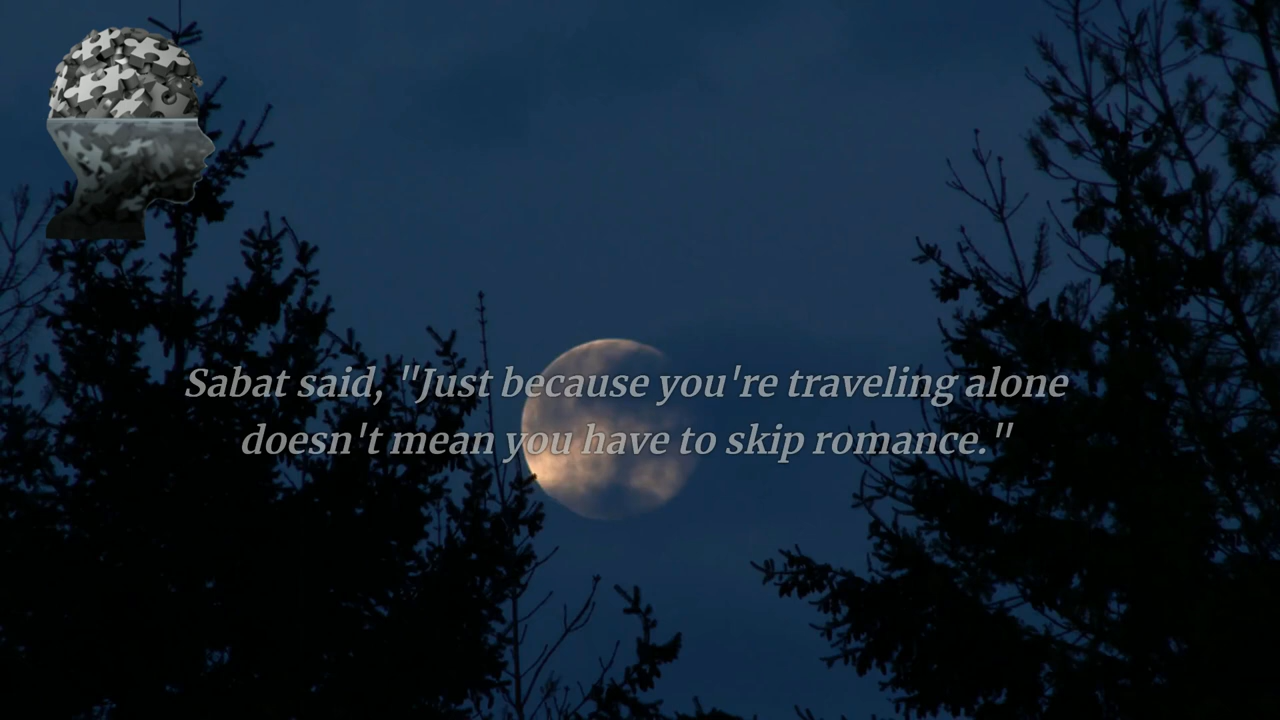 Sabat said, "Just because you're traveling alone
doesn't mean you have to skip romance."